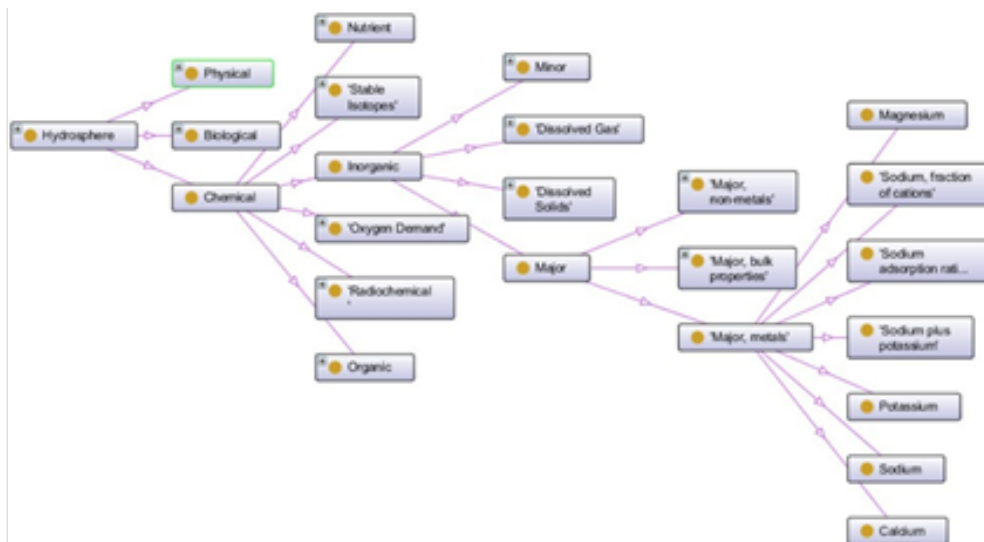 Nutrient
Physical
'Stable
Isotopes'
Hydrosphere
Biological
Chemical
Inorganic
'Oxygen Demand'
'Radiochemical
'
Organic
Minor
'Dissolved Gas'
'Dissolved
Solids'
Major
'Major,
non-metals'
'Major, bulk
properties'
'Major, metals'
Magnesium
'Sodium, fraction
of cations'
'Sodium
adsorption rati...
'Sodium plus
potassium'
Potassium
Sodium
Calcium